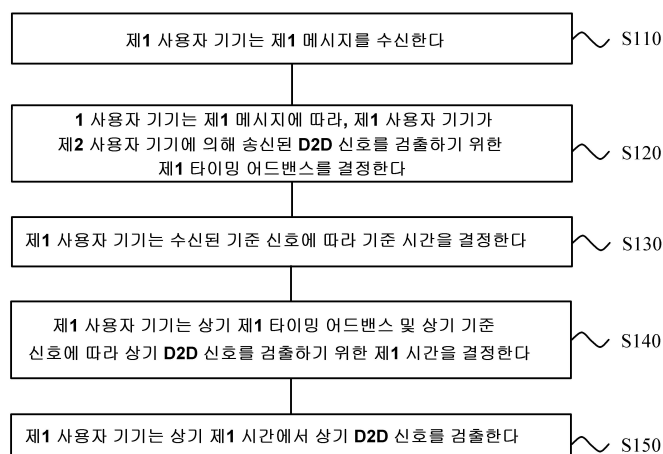 제1 사용자 기기는 제1 메시지를 수신한다
S110
1 사용자 기기는 제1 메시지에 따라, 제1 사용자 기기가
제2 사용자 기기에 의해 송신된 D2D 신호를 검출하기 위한
제1 타이밍 어드밴스를 결정한다
S120
제1 사용자 기기는 수신된 기준 신호에 따라 기준 시간을 결정한다
S130
제1 사용자 기기는 상기 제1 타이밍 어드밴스 및 상기 기준
신호에 따라 상기 D2D 신호를 검출하기 위한 제1 시간을 결정한다
S140
제1 사용자 기기는 상기 제1 시간에서 상기 D2D 신호를 검출한다
S150